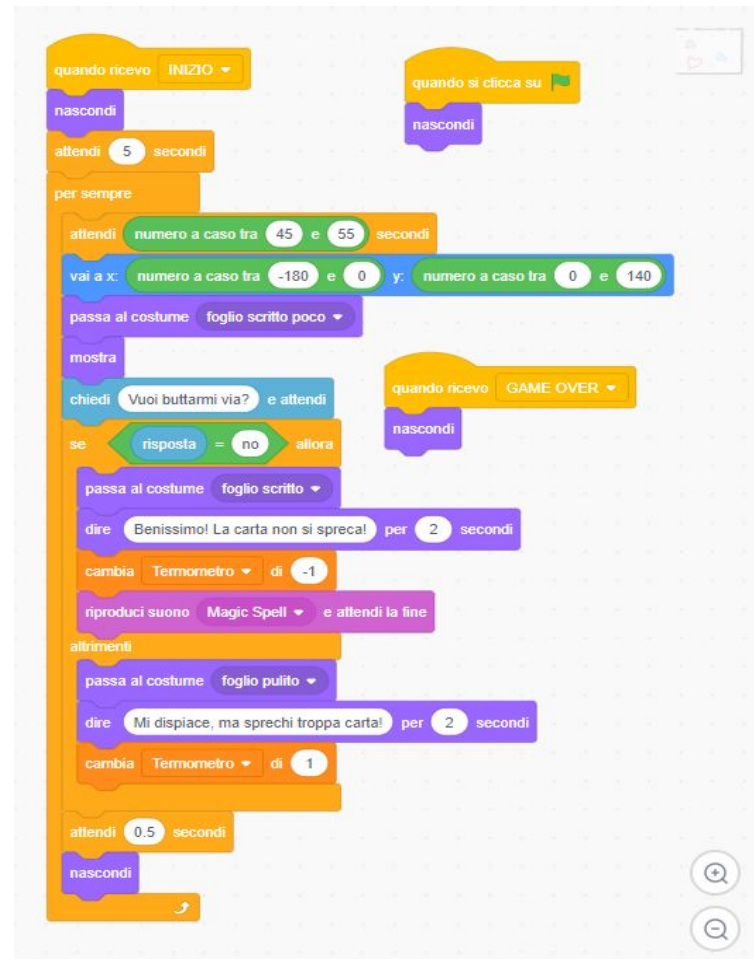 quando ricevo INIZIO
nascondi
attendi 5 secondi
per sempre
attendi numero a caso tra 45 e 55 secondi
vai a x: numero a caso tra -180 e 0 y: numero a caso tra 0 e 140
passa al costume foglio scritto poco
mostra
chiedi Vuoi buttarmi via? e attendi
se risposta = no allora
passa al costume foglio scritto
dire Benissimo! La carta non si spreca! per 2 secondi
cambia Termometro di -1
riproduci suono Magic Spell e attendi la fine
altrimenti
passa al costume foglio pulito
dire Mi dispiace, ma sprechi troppa carta! per 2 secondi
cambia Termometro di 1
attendi 0.5 secondi
nascondi
quando si clicca su
nascondi
quando ricevo GAME OVER
nascondi